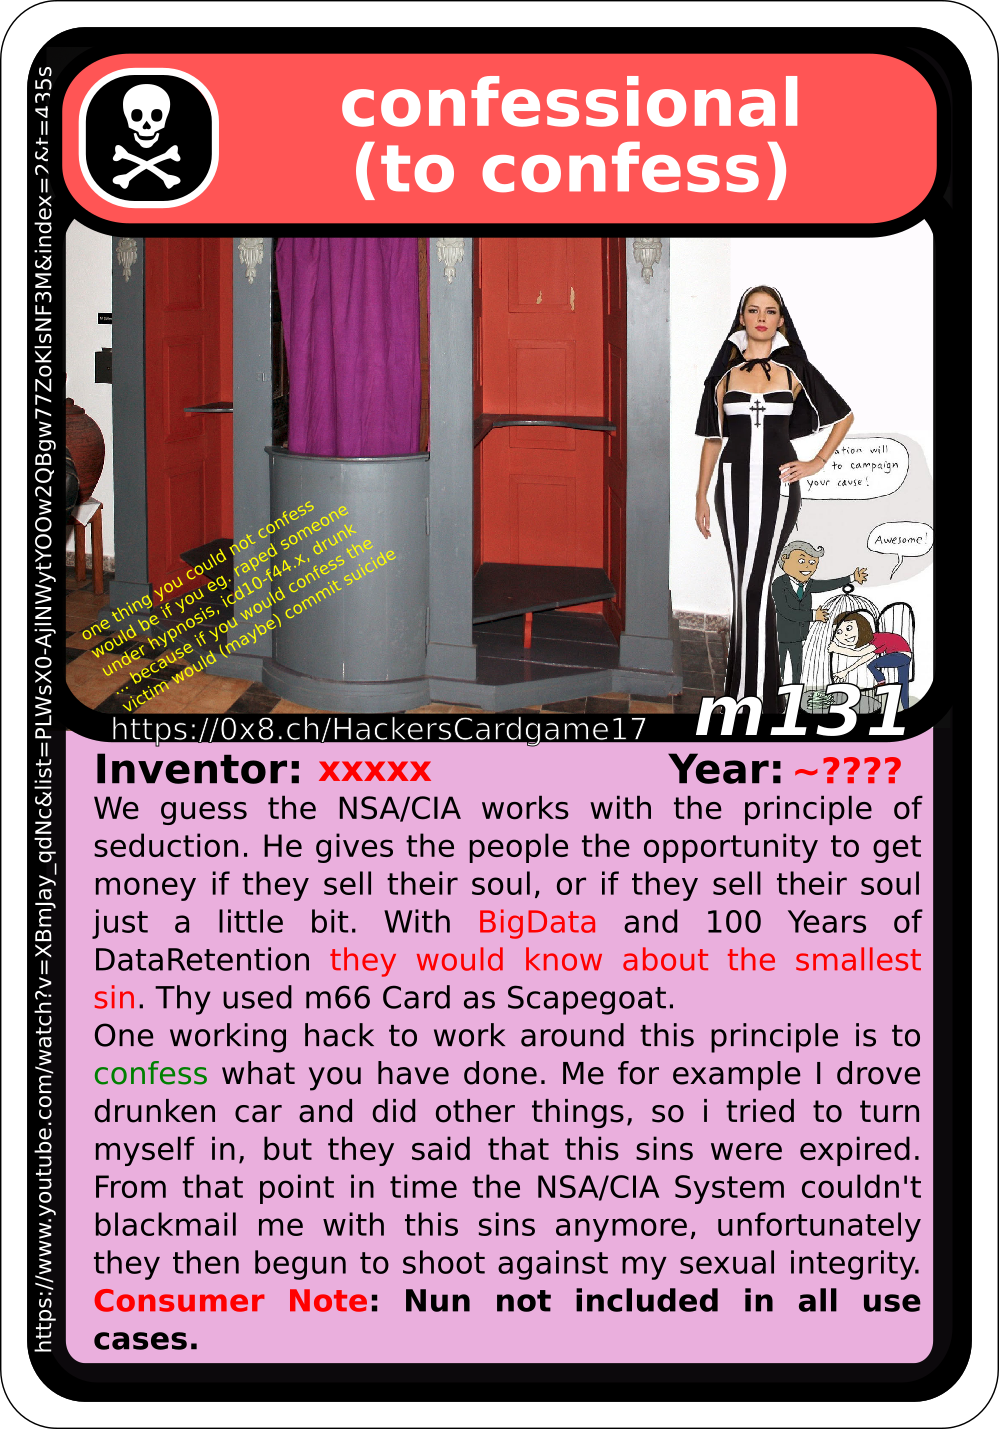 confessional
(to confess)
https://www.youtube.com/watch?v=XBmJay_qdNc&list=PLWsX0-AjlNWytYOOw2QBgw77ZoKlsNF3M&index=2&t=435s
ation will
to campaign
your cause!
Awesome!
one thing you could not confess
would be if you eg. raped someone
under hypnosis, icd10-f44.x, drunk
... because if you would confess the
victim would (maybe) commit suicide
m131
https://0x8.ch/HackersCardgame17
Inventor: xxxxx Year: ~????
We guess the NSA/CIA works with the principle of
seduction. He gives the people the opportunity to get
money if they sell their soul, or if they sell their soul
just a little bit. With BigData and 100 Years of
DataRetention they would know about the smallest
sin. Thy used m66 Card as Scapegoat.
One working hack to work around this principle is to
confess what you have done. Me for example I drove
drunken car and did other things, so i tried to turn
myself in, but they said that this sins were expired.
From that point in time the NSA/CIA System couldn't
blackmail me with this sins anymore, unfortunately
they then begun to shoot against my sexual integrity.
Consumer Note: Nun not included in all use
cases.